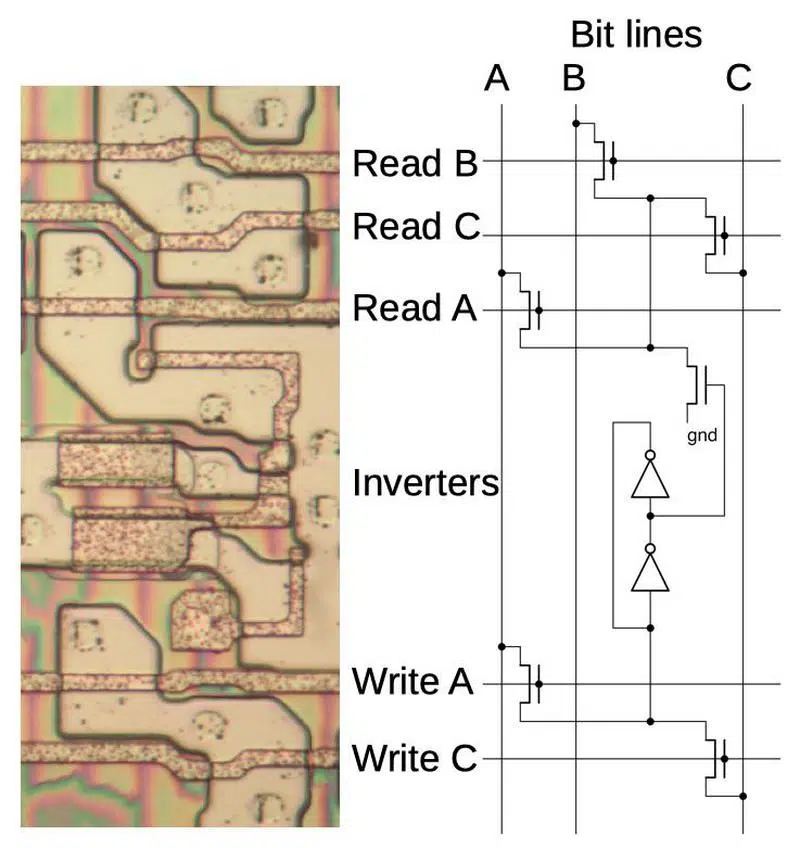 Bit lines
A B C
Read B
Read C
Read A
gnd
Inverters
Write A
Write C